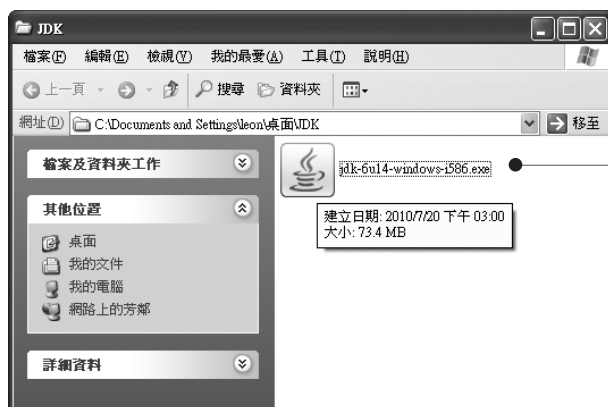 JDK
檔案(F) 編輯(E) 檢視(V) 我的最愛(A) 工具(T) 說明(H)
上一頁 搜尋 資料夾
網址(D) C:\Documents and Settings\leon\桌面\JDK 移至
檔案及資料夾工作
其他位置
桌面
我的文件
我的電腦
網路上的芳鄰
詳細資料
jdk-6u14-windows-i586.exe
建立日期: 2010/7/20 下午 03:00
大小: 73.4 MB